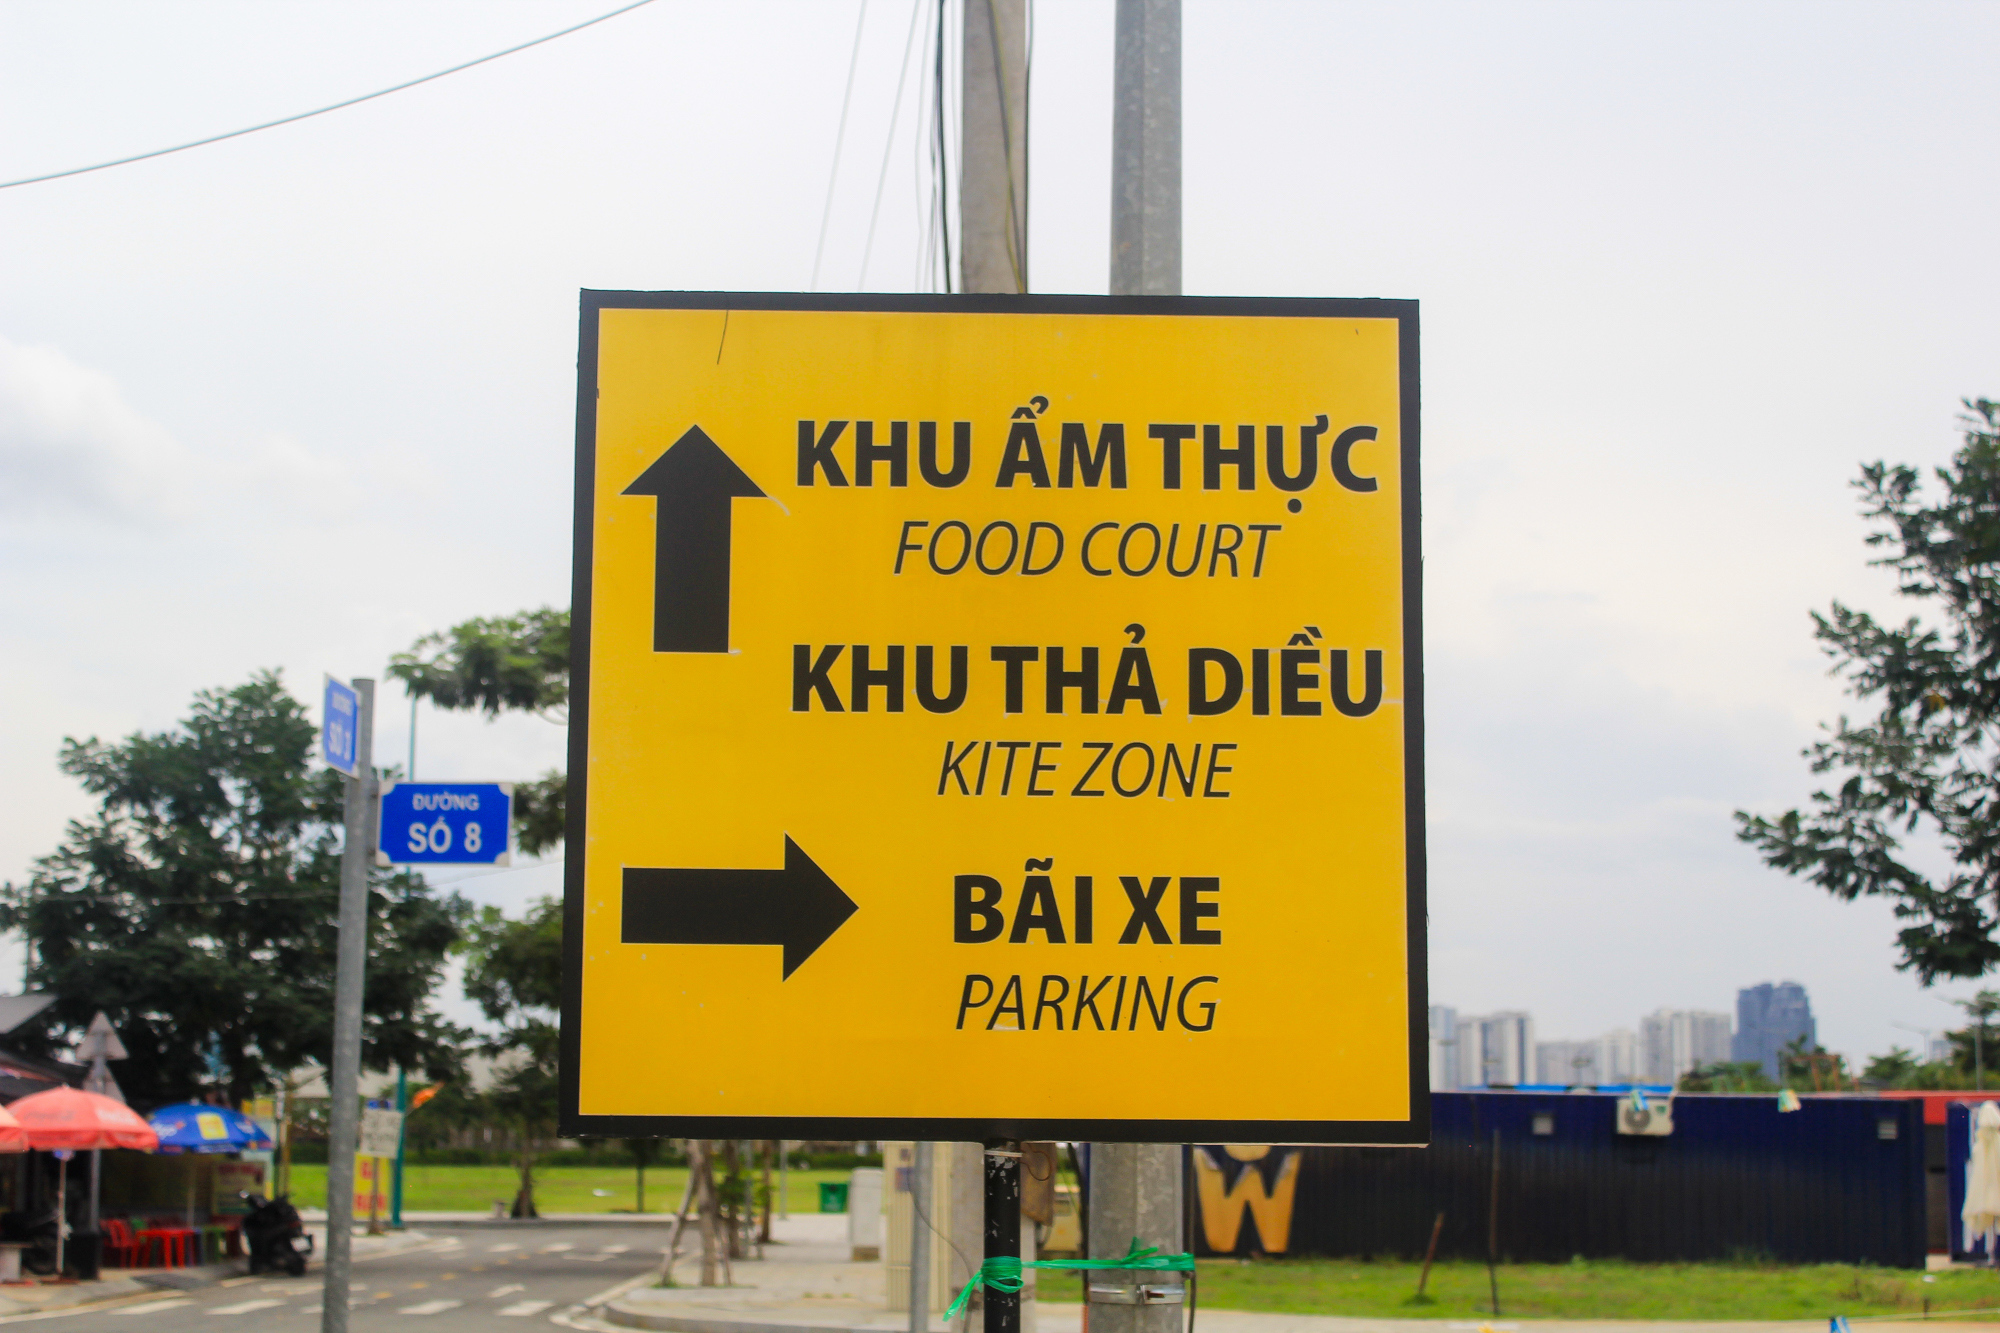 KHU ẨM THỰC
FOOD COURT
KHU THẢ DIỀU
KITE ZONE
BÃI XE
PARKING
ĐƯỜNG
SỐ 8
W